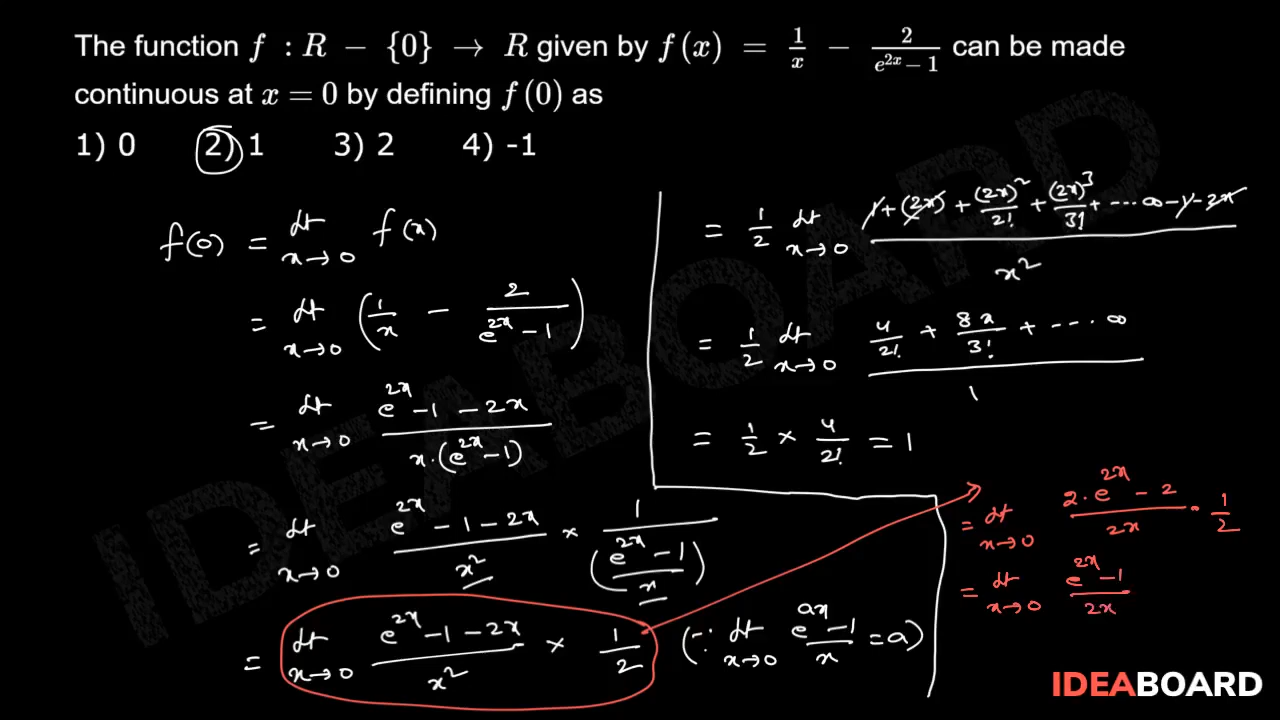 The function f : R − {0} → R given by f(x) = 1/x − 2/(e^{2x} − 1) can be made
continuous at x = 0 by defining f(0) as
1) 0 2) 1 3) 2 4) -1
f(0) = lt_{x→0} f(x)
= lt_{x→0} (1/x − 2/(e^{2x} − 1))
= lt_{x→0} (e^{2x} − 1 − 2x)/(x·(e^{2x} − 1))
= lt_{x→0} (e^{2x} − 1 − 2x)/x² × 1/((e^{2x} − 1)/x)
= lt_{x→0} (e^{2x} − 1 − 2x)/x² × 1/2 (∵ lt_{x→0} (e^{ax} − 1)/x = a)
= 1/2 lt_{x→0} (1 + (2x) + (2x)²/2! + (2x)³/3! + ···· ∞ − 1 − 2x)/x²
= 1/2 lt_{x→0} (4/2! + 8x/3! + ···· ∞)/1
= 1/2 × 4/2! = 1
= lt_{x→0} (2·e^{2x} − 2)/2x · 1/2
= lt_{x→0} (e^{2x} − 1)/2x
IDEABOARD
IDEABOARD